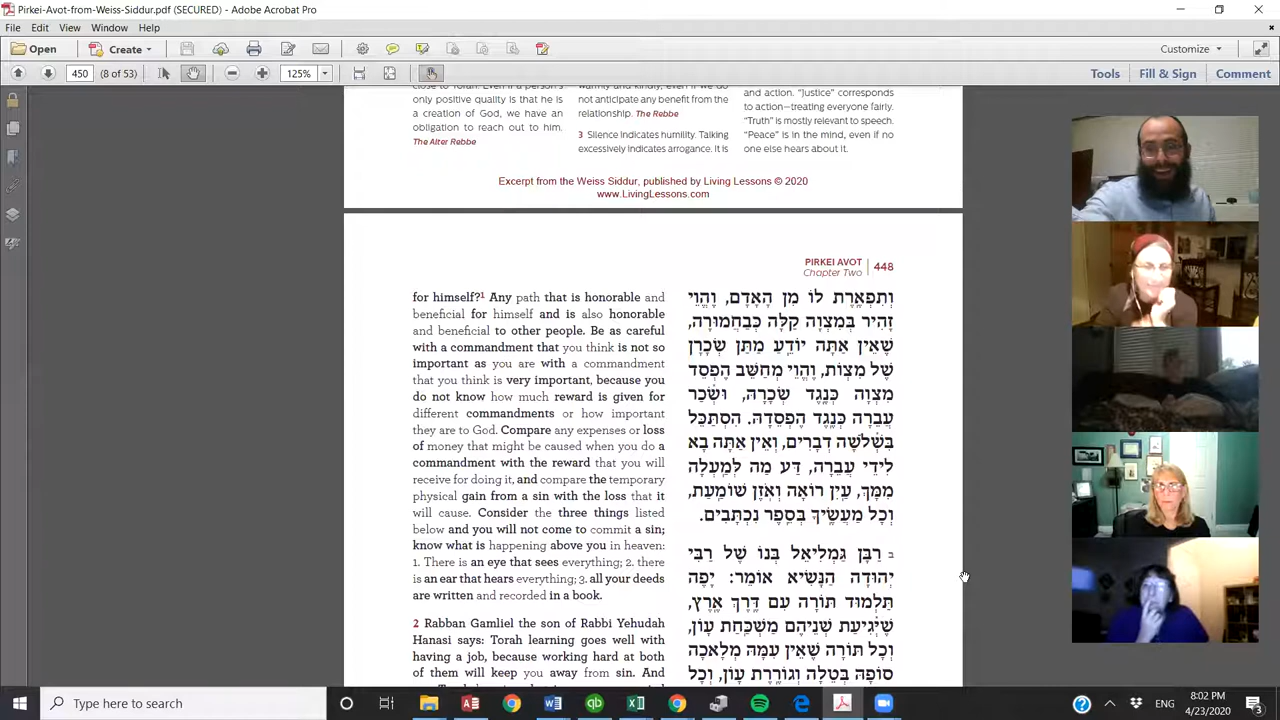 Pirkei-Avot-from-Weiss-Siddur.pdf (SECURED) - Adobe Acrobat Pro
File Edit View Window Help
Open Create Customize
450 (8 of 53) 125% Tools Fill & Sign Comment
close to Torah. Even if a person's
only positive quality is that he is
a creation of God, we have an
obligation to reach out to him.
The Alter Rebbe
warmly and kindly, even if we do
not anticipate any benefit from the
relationship. The Rebbe
3 Silence indicates humility. Talking
excessively indicates arrogance. It is
and action. "Justice" corresponds
to action–treating everyone fairly.
"Truth" is mostly relevant to speech.
"Peace" is in the mind, even if no
one else hears about it.
Excerpt from the Weiss Siddur, published by Living Lessons © 2020
www.LivingLessons.com
PIRKEI AVOT 448
Chapter Two
for himself?1 Any path that is honorable and
beneficial for himself and is also honorable
and beneficial to other people. Be as careful
with a commandment that you think is not so
important as you are with a commandment
that you think is very important, because you
do not know how much reward is given for
different commandments or how important
they are to God. Compare any expenses or loss
of money that might be caused when you do a
commandment with the reward that you will
receive for doing it, and compare the temporary
physical gain from a sin with the loss that it
will cause. Consider the three things listed
below and you will not come to commit a sin;
know what is happening above you in heaven:
1. There is an eye that sees everything; 2. there
is an ear that hears everything; 3. all your deeds
are written and recorded in a book.
2 Rabban Gamliel the son of Rabbi Yehudah
Hanasi says: Torah learning goes well with
having a job, because working hard at both
of them will keep you away from sin. And
וְתִפְאֶֽרֶת לוֹ מִן הָאָדָם, וֶהֱוֵי
זָהִיר בְּמִצְוָה קַלָּה כְּבַחֲמוּרָה,
שֶׁאֵין אַתָּה יוֹדֵֽעַ מַתַּן שְׂכָרָן
שֶׁל מִצְוֹת, וֶהֱוֵי מְחַשֵּׁב הֶפְסֵד
מִצְוָה כְּנֶֽגֶד שְׂכָרָהּ, וּשְׂכַר
עֲבֵרָה כְּנֶֽגֶד הֶפְסֵדָהּ. הִסְתַּכֵּל
בִּשְׁלֹשָׁה דְבָרִים, וְאֵין אַתָּה בָא
לִידֵי עֲבֵרָה, דַּע מַה לְּמַֽעְלָה
מִמָּךְ, עַֽיִן רוֹאָה וְאֹֽזֶן שׁוֹמַֽעַת,
וְכָל מַעֲשֶֽׂיךָ בְּסֵֽפֶר נִכְתָּבִים.
ב רַבָּן גַּמְלִיאֵל בְּנוֹ שֶׁל רַבִּי
יְהוּדָה הַנָּשִׂיא אוֹמֵר: יָפֶה
תַּלְמוּד תּוֹרָה עִם דֶּֽרֶךְ אֶֽרֶץ,
שֶׁיְּגִיעַת שְׁנֵיהֶם מַשְׁכַּֽחַת עָוֹן,
וְכָל תּוֹרָה שֶׁאֵין עִמָּהּ מְלָאכָה
סוֹפָהּ בְּטֵלָה וְגוֹרֶֽרֶת עָוֹן, וְכָל
Type here to search
ENG
8:02 PM
4/23/2020
3